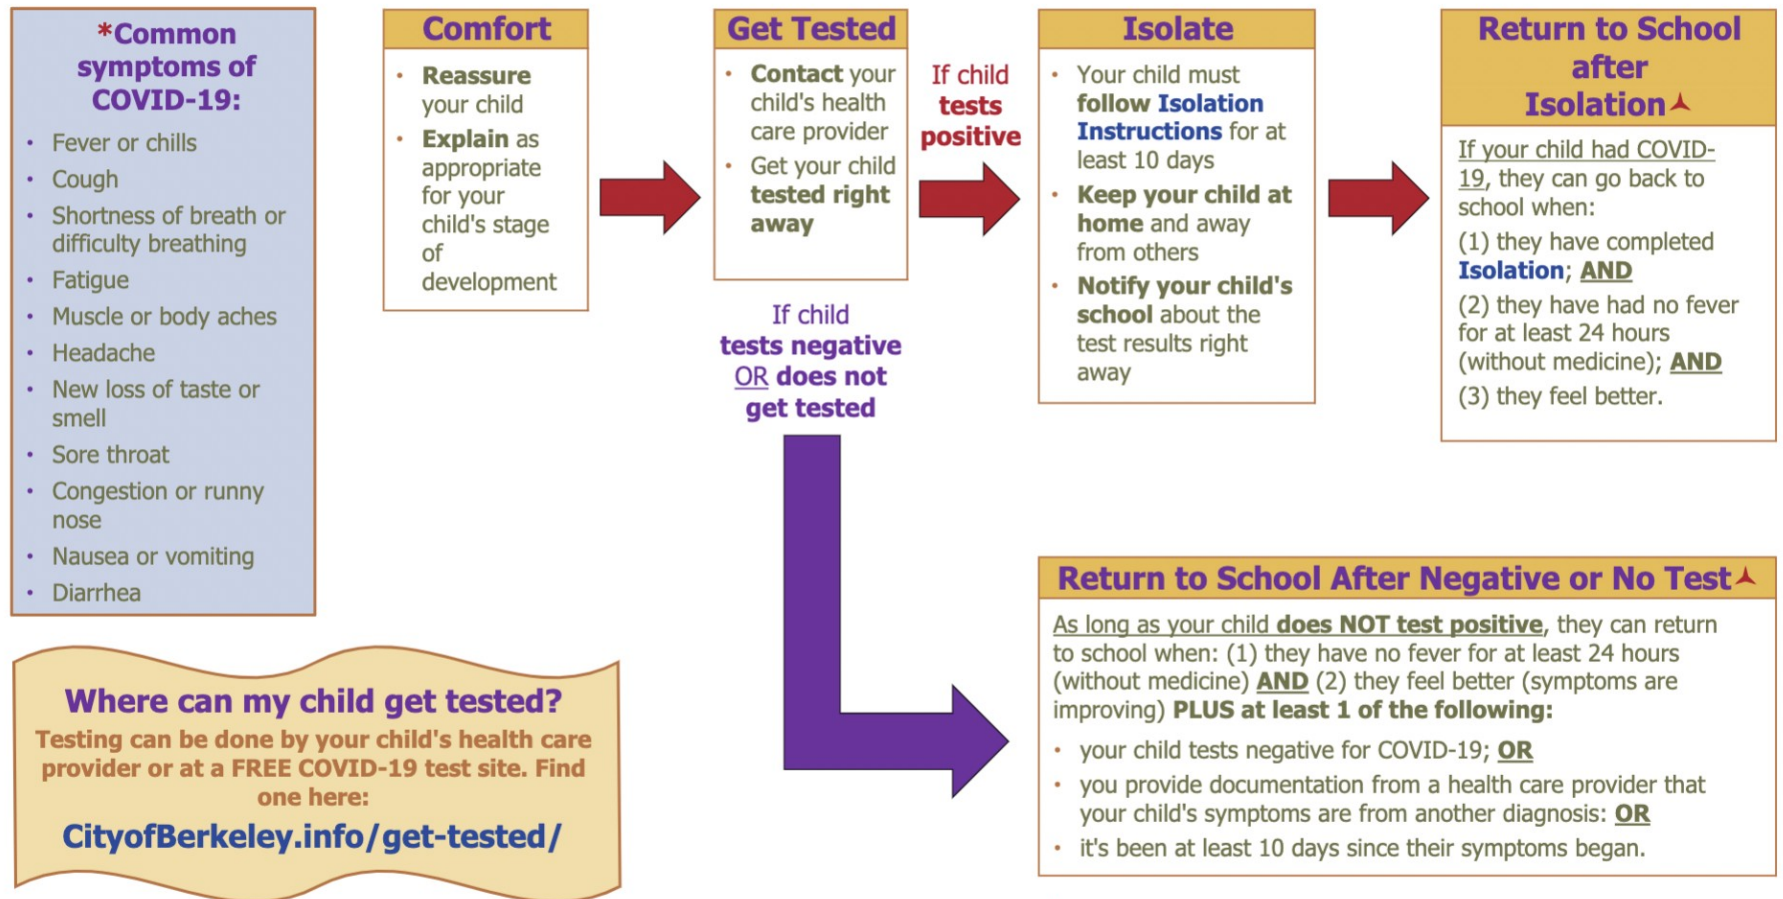 *Common
symptoms of
COVID-19:
• Fever or chills
• Cough
• Shortness of breath or
difficulty breathing
• Fatigue
• Muscle or body aches
• Headache
• New loss of taste or
smell
• Sore throat
• Congestion or runny
nose
• Nausea or vomiting
• Diarrhea
Comfort
• Reassure
your child
• Explain as
appropriate
for your
child's stage
of
development
Get Tested
• Contact your
child's health
care provider
• Get your child
tested right
away
If child
tests
positive
Isolate
• Your child must
follow Isolation
Instructions for at
least 10 days
• Keep your child at
home and away
from others
• Notify your child's
school about the
test results right
away
Return to School
after
Isolation
If your child had COVID-
19, they can go back to
school when:
(1) they have completed
Isolation; AND
(2) they have had no fever
for at least 24 hours
(without medicine); AND
(3) they feel better.
If child
tests negative
OR does not
get tested
Return to School After Negative or No Test
As long as your child does NOT test positive, they can return
to school when: (1) they have no fever for at least 24 hours
(without medicine) AND (2) they feel better (symptoms are
improving) PLUS at least 1 of the following:
• your child tests negative for COVID-19; OR
• you provide documentation from a health care provider that
your child's symptoms are from another diagnosis: OR
• it's been at least 10 days since their symptoms began.
Where can my child get tested?
Testing can be done by your child's health care
provider or at a FREE COVID-19 test site. Find
one here:
CityofBerkeley.info/get-tested/